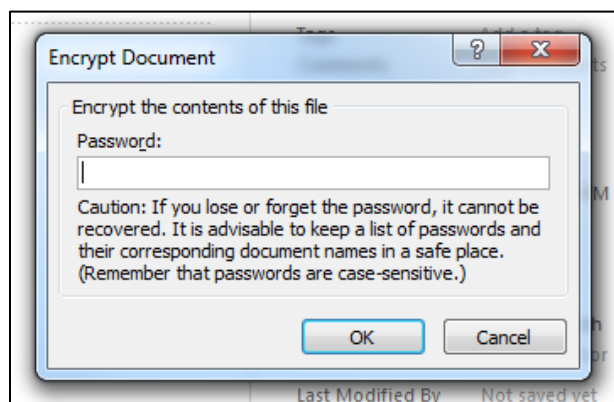 Encrypt Document
?
X
Encrypt the contents of this file
Password:
Caution: If you lose or forget the password, it cannot be
recovered. It is advisable to keep a list of passwords and
their corresponding document names in a safe place.
(Remember that passwords are case-sensitive.)
OK
Cancel
Last Modified By Not saved yet